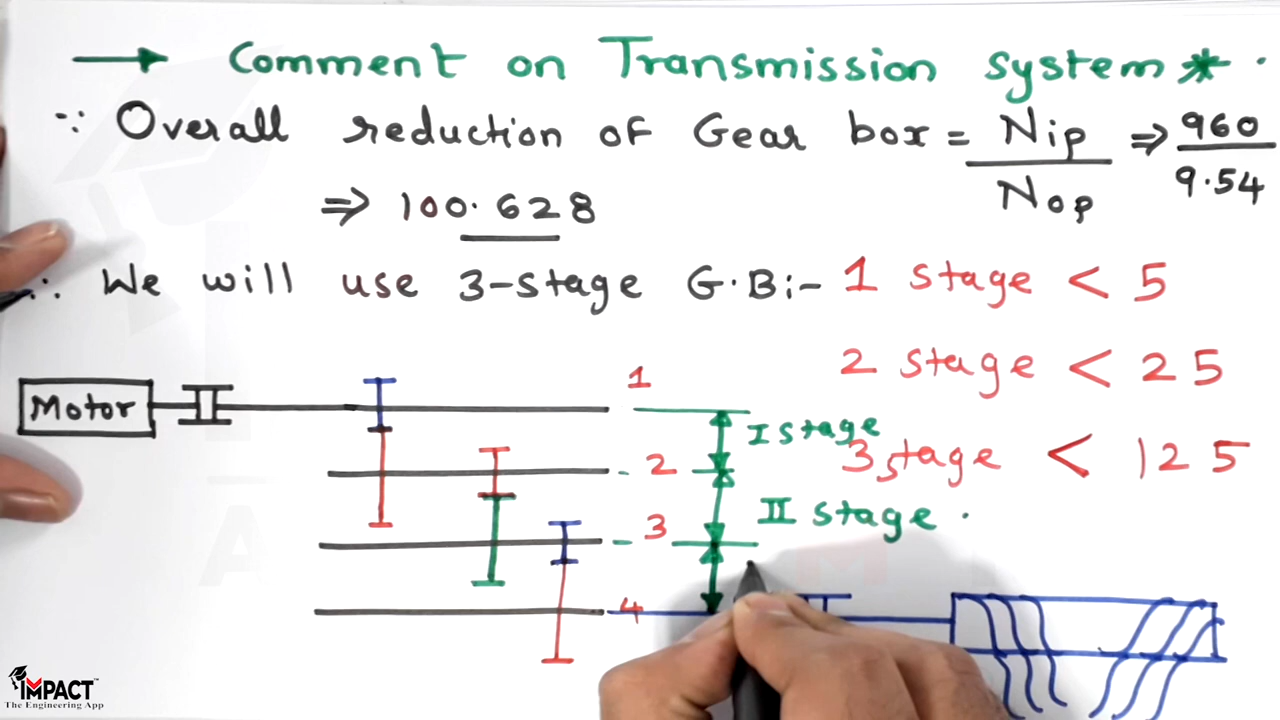 → Comment on Transmission system * .
∵ Overall reduction of Gear box = Nip / Nop ⇒ 960 / 9.54
⇒ 100.628
∴ We will use 3-stage G.B:-
1 stage < 5
2 stage < 25
3 stage < 125
Motor
1
I stage
2
II stage .
3
4
IMPACT™
The Engineering App